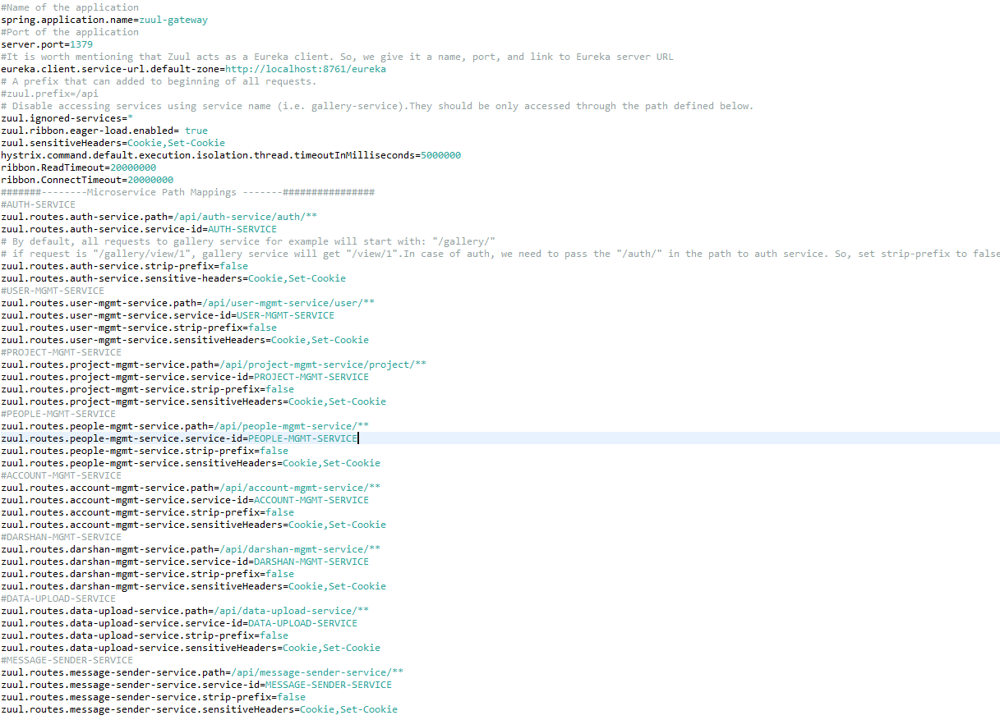 #Name of the application
spring.application.name=zuul-gateway
#Port of the application
server.port=1379
#It is worth mentioning that Zuul acts as a Eureka client. So, we give it a name, port, and link to Eureka server URL
eureka.client.service-url.default-zone=http://localhost:8761/eureka
# A prefix that can added to beginning of all requests.
#zuul.prefix=/api
# Disable accessing services using service name (i.e. gallery-service).They should be only accessed through the path defined below.
zuul.ignored-services=*
zuul.ribbon.eager-load.enabled= true
zuul.sensitiveHeaders=Cookie,Set-Cookie
hystrix.command.default.execution.isolation.thread.timeoutInMilliseconds=5000000
ribbon.ReadTimeout=20000000
ribbon.ConnectTimeout=20000000
#######--------Microservice Path Mappings -------################
#AUTH-SERVICE
zuul.routes.auth-service.path=/api/auth-service/auth/**
zuul.routes.auth-service.service-id=AUTH-SERVICE
# By default, all requests to gallery service for example will start with: "/gallery/"
# if request is "/gallery/view/1", gallery service will get "/view/1".In case of auth, we need to pass the "/auth/" in the path to auth service. So, set strip-prefix to false
zuul.routes.auth-service.strip-prefix=false
zuul.routes.auth-service.sensitive-headers=Cookie,Set-Cookie
#USER-MGMT-SERVICE
zuul.routes.user-mgmt-service.path=/api/user-mgmt-service/user/**
zuul.routes.user-mgmt-service.service-id=USER-MGMT-SERVICE
zuul.routes.user-mgmt-service.strip-prefix=false
zuul.routes.user-mgmt-service.sensitiveHeaders=Cookie,Set-Cookie
#PROJECT-MGMT-SERVICE
zuul.routes.project-mgmt-service.path=/api/project-mgmt-service/project/**
zuul.routes.project-mgmt-service.service-id=PROJECT-MGMT-SERVICE
zuul.routes.project-mgmt-service.strip-prefix=false
zuul.routes.project-mgmt-service.sensitiveHeaders=Cookie,Set-Cookie
#PEOPLE-MGMT-SERVICE
zuul.routes.people-mgmt-service.path=/api/people-mgmt-service/**
zuul.routes.people-mgmt-service.service-id=PEOPLE-MGMT-SERVICE
zuul.routes.people-mgmt-service.strip-prefix=false
zuul.routes.people-mgmt-service.sensitiveHeaders=Cookie,Set-Cookie
#ACCOUNT-MGMT-SERVICE
zuul.routes.account-mgmt-service.path=/api/account-mgmt-service/**
zuul.routes.account-mgmt-service.service-id=ACCOUNT-MGMT-SERVICE
zuul.routes.account-mgmt-service.strip-prefix=false
zuul.routes.account-mgmt-service.sensitiveHeaders=Cookie,Set-Cookie
#DARSHAN-MGMT-SERVICE
zuul.routes.darshan-mgmt-service.path=/api/darshan-mgmt-service/**
zuul.routes.darshan-mgmt-service.service-id=DARSHAN-MGMT-SERVICE
zuul.routes.darshan-mgmt-service.strip-prefix=false
zuul.routes.darshan-mgmt-service.sensitiveHeaders=Cookie,Set-Cookie
#DATA-UPLOAD-SERVICE
zuul.routes.data-upload-service.path=/api/data-upload-service/**
zuul.routes.data-upload-service.service-id=DATA-UPLOAD-SERVICE
zuul.routes.data-upload-service.strip-prefix=false
zuul.routes.data-upload-service.sensitiveHeaders=Cookie,Set-Cookie
#MESSAGE-SENDER-SERVICE
zuul.routes.message-sender-service.path=/api/message-sender-service/**
zuul.routes.message-sender-service.service-id=MESSAGE-SENDER-SERVICE
zuul.routes.message-sender-service.strip-prefix=false
zuul.routes.message-sender-service.sensitiveHeaders=Cookie,Set-Cookie